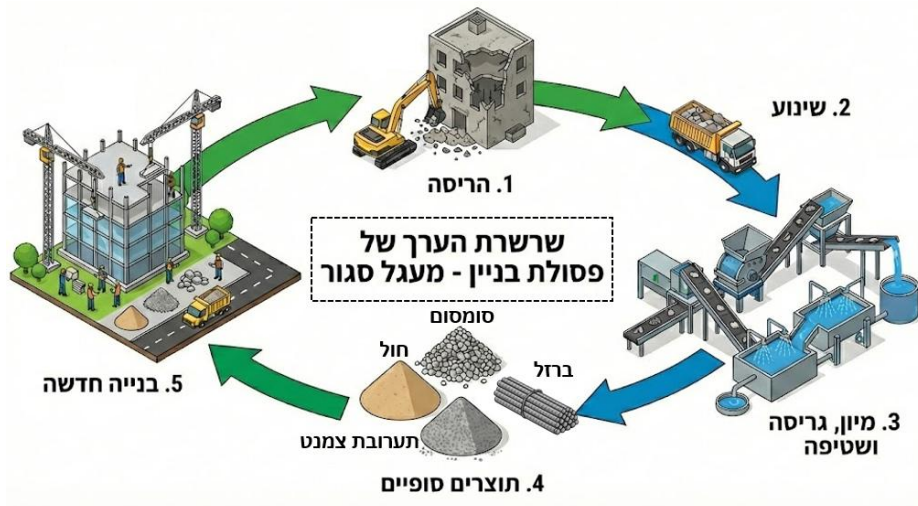 שרשרת הערך של
פסולת בניין - מעגל סגור
1. הריסה
2. שינוע
3. מיון, גריסה
ושטיפה
סומסום
חול
ברזל
תערובת צמנט
4. תוצרים סופיים
5. בנייה חדשה